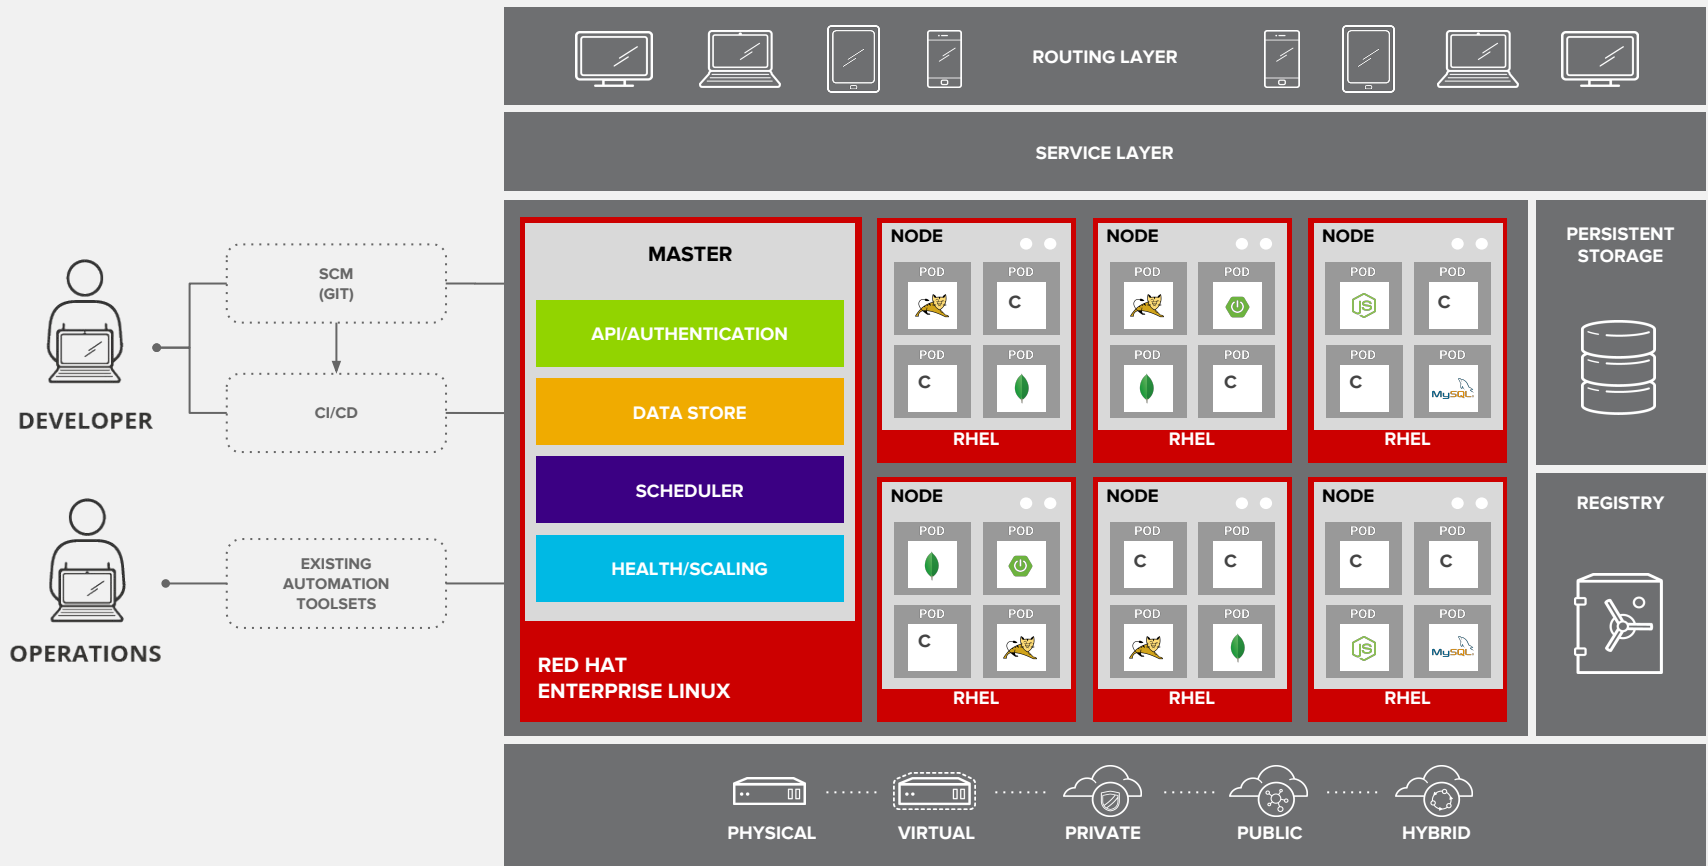 ROUTING LAYER
SERVICE LAYER
DEVELOPER
SCM
(GIT)
CI/CD
OPERATIONS
EXISTING
AUTOMATION
TOOLSETS
MASTER
API/AUTHENTICATION
DATA STORE
SCHEDULER
HEALTH/SCALING
RED HAT
ENTERPRISE LINUX
NODE
POD
POD
C
POD
POD
C
RHEL
NODE
POD
POD
POD
POD
C
RHEL
NODE
POD
POD
JS
C
POD
POD
C
MySQL
RHEL
NODE
POD
POD
POD
POD
C
RHEL
NODE
POD
POD
C
C
POD
POD
RHEL
NODE
POD
POD
C
C
POD
POD
JS
MySQL
RHEL
PERSISTENT
STORAGE
REGISTRY
PHYSICAL
VIRTUAL
PRIVATE
PUBLIC
HYBRID